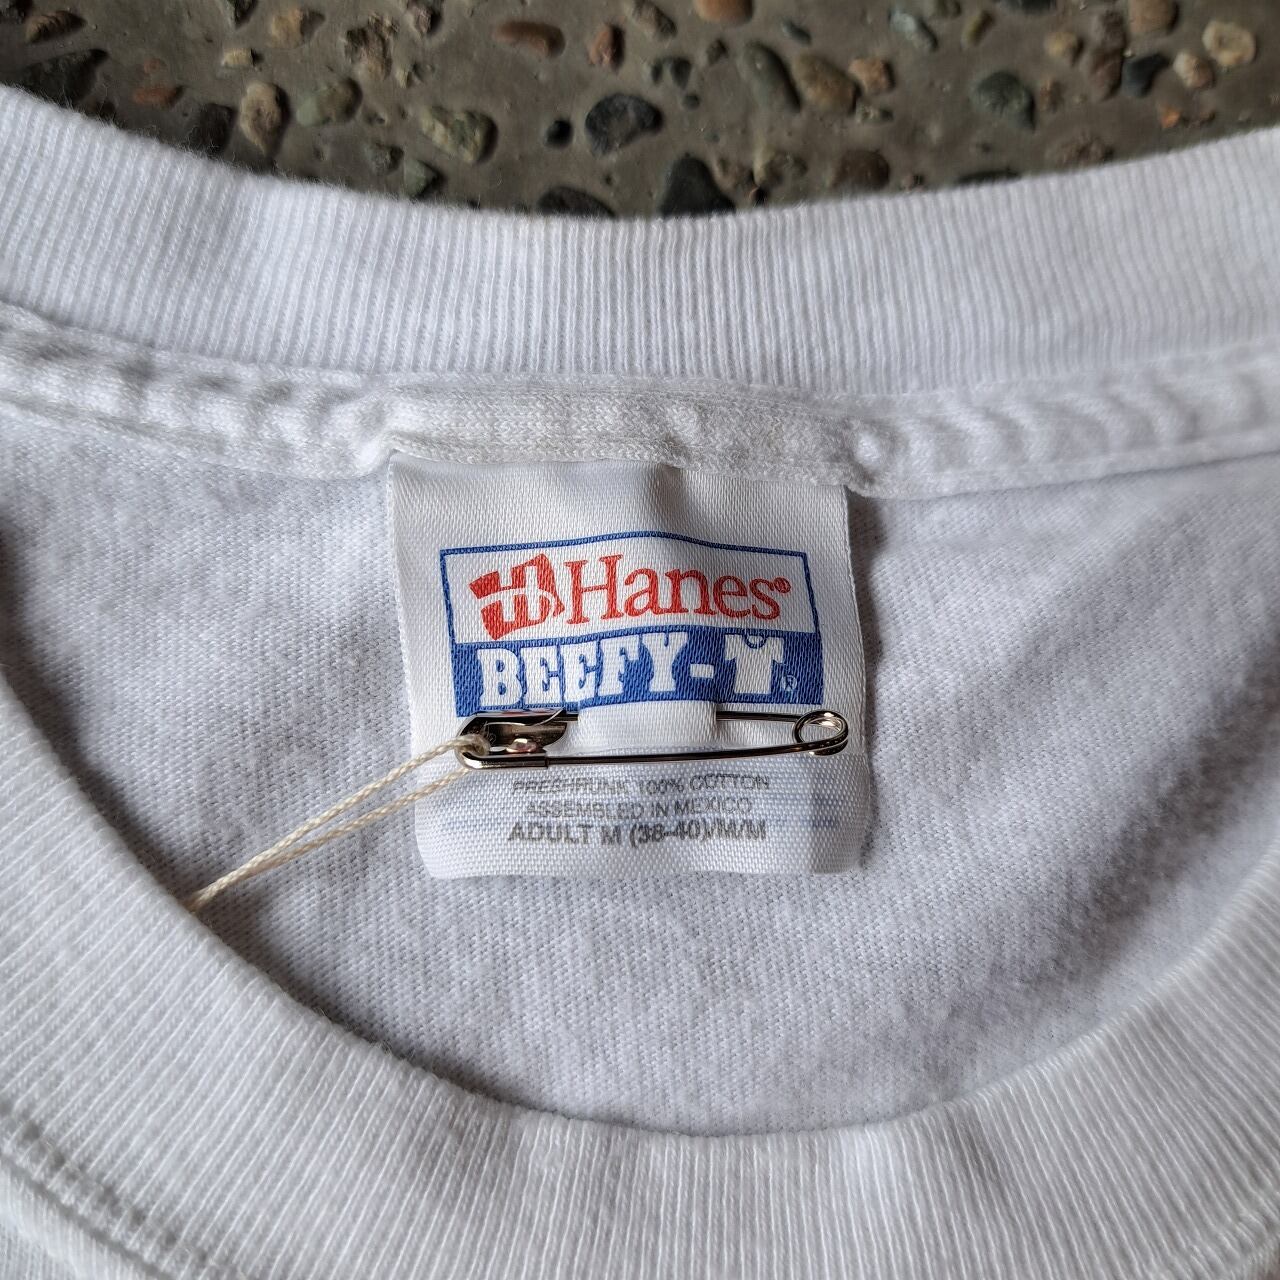 Hanes®
BEEFY-T®
PRESHRUNK 100% COTTON
ASSEMBLED IN MEXICO
ADULT M (38-40)/M/M